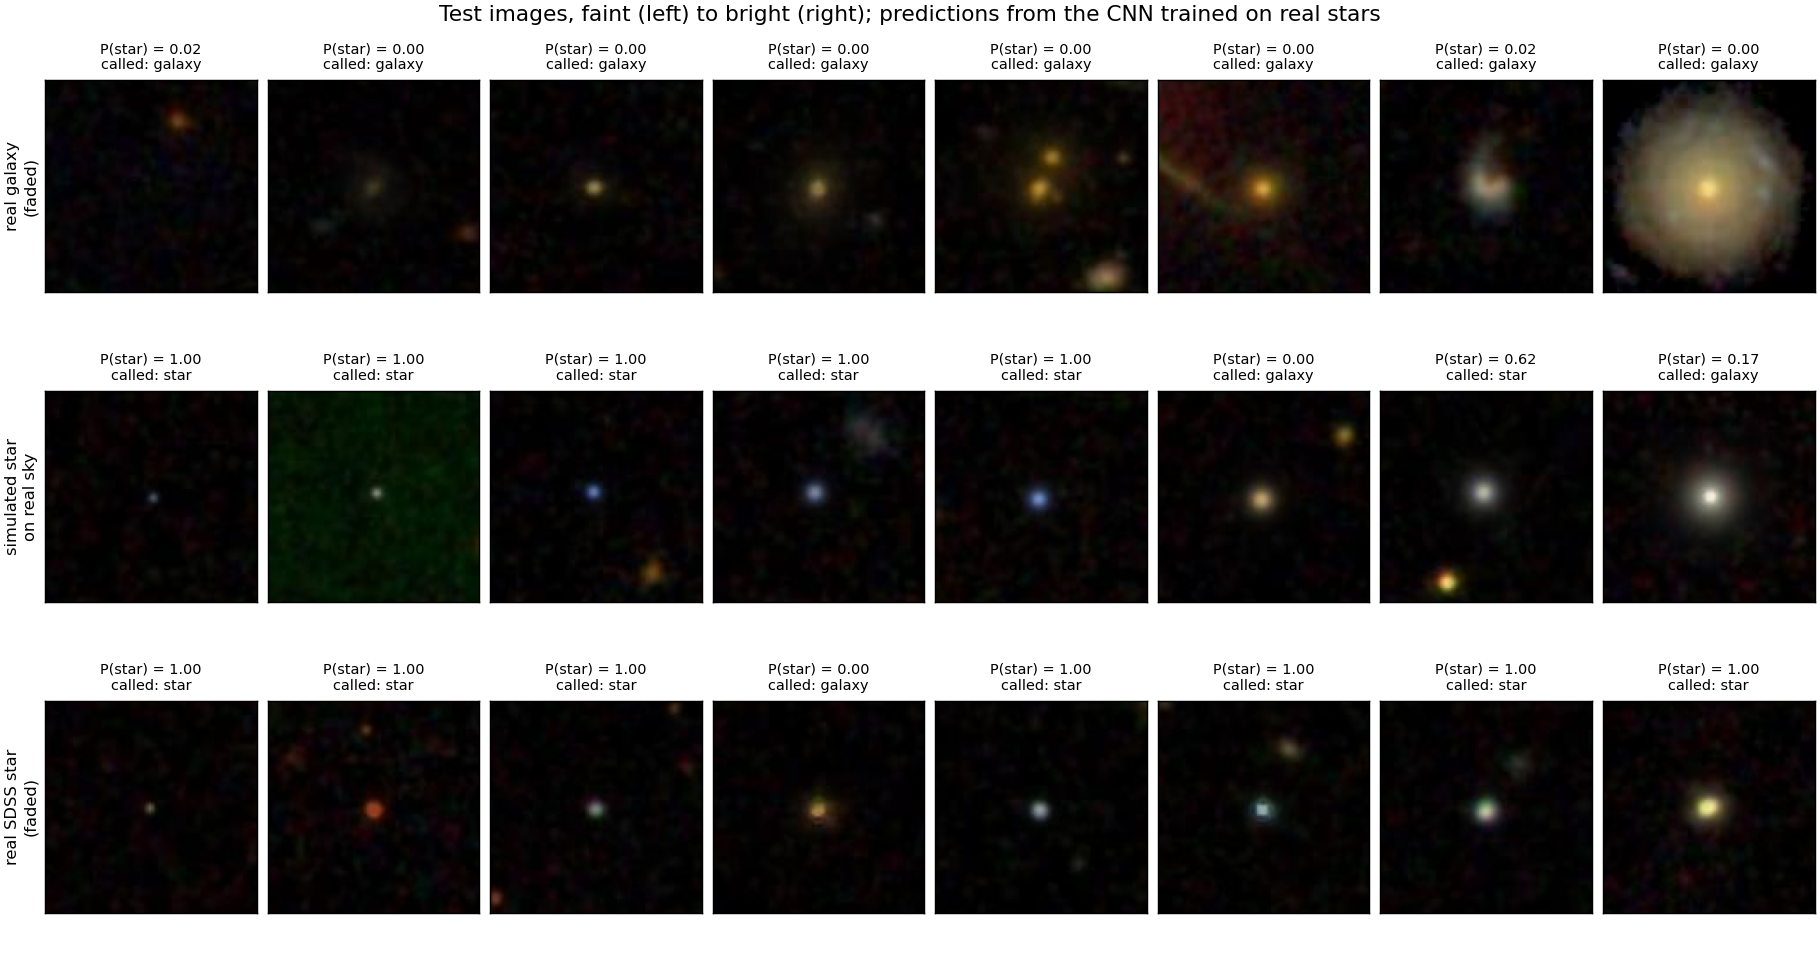 Test images, faint (left) to bright (right); predictions from the CNN trained on real stars
P(star) = 0.02
called: galaxy
P(star) = 0.00
called: galaxy
P(star) = 0.00
called: galaxy
P(star) = 0.00
called: galaxy
P(star) = 0.00
called: galaxy
P(star) = 0.00
called: galaxy
P(star) = 0.02
called: galaxy
P(star) = 0.00
called: galaxy
real galaxy
(faded)
P(star) = 1.00
called: star
P(star) = 1.00
called: star
P(star) = 1.00
called: star
P(star) = 1.00
called: star
P(star) = 1.00
called: star
P(star) = 0.00
called: galaxy
P(star) = 0.62
called: star
P(star) = 0.17
called: galaxy
simulated star
on real sky
P(star) = 1.00
called: star
P(star) = 1.00
called: star
P(star) = 1.00
called: star
P(star) = 0.00
called: galaxy
P(star) = 1.00
called: star
P(star) = 1.00
called: star
P(star) = 1.00
called: star
P(star) = 1.00
called: star
real SDSS star
(faded)